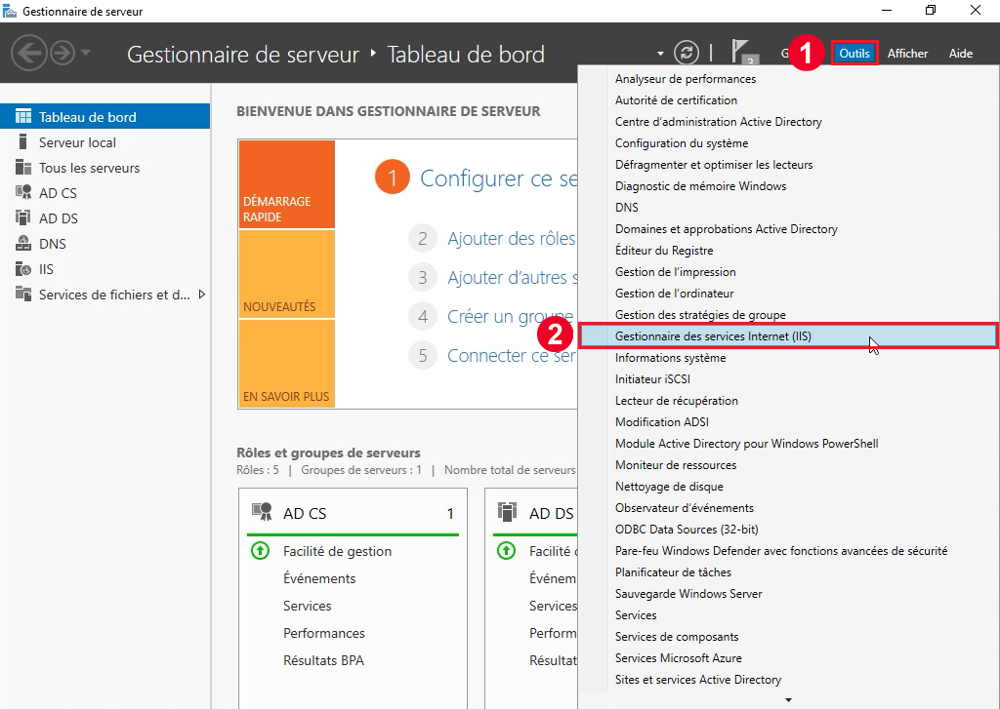 Gestionnaire de serveur
Gestionnaire de serveur ‣ Tableau de bord
3
1
Outils
Afficher
Aide
Tableau de bord
Serveur local
Tous les serveurs
AD CS
AD DS
DNS
IIS
Services de fichiers et d...
BIENVENUE DANS GESTIONNAIRE DE SERVEUR
DÉMARRAGE
RAPIDE
NOUVEAUTÉS
EN SAVOIR PLUS
1 Configurer ce se
2 Ajouter des rôles
3 Ajouter d'autres s
4 Créer un groupe
5 Connecter ce ser
Rôles et groupes de serveurs
Rôles : 5 | Groupes de serveurs : 1 | Nombre total de serveurs
AD CS 1
Facilité de gestion
Événements
Services
Performances
Résultats BPA
AD DS
Facilité
Événem
Services
Perform
Résultat
Analyseur de performances
Autorité de certification
Centre d'administration Active Directory
Configuration du système
Défragmenter et optimiser les lecteurs
Diagnostic de mémoire Windows
DNS
Domaines et approbations Active Directory
Éditeur du Registre
Gestion de l'impression
Gestion de l'ordinateur
Gestion des stratégies de groupe
2
Gestionnaire des services Internet (IIS)
Informations système
Initiateur iSCSI
Lecteur de récupération
Modification ADSI
Module Active Directory pour Windows PowerShell
Moniteur de ressources
Nettoyage de disque
Observateur d'événements
ODBC Data Sources (32-bit)
Pare-feu Windows Defender avec fonctions avancées de sécurité
Planificateur de tâches
Sauvegarde Windows Server
Services
Services de composants
Services Microsoft Azure
Sites et services Active Directory